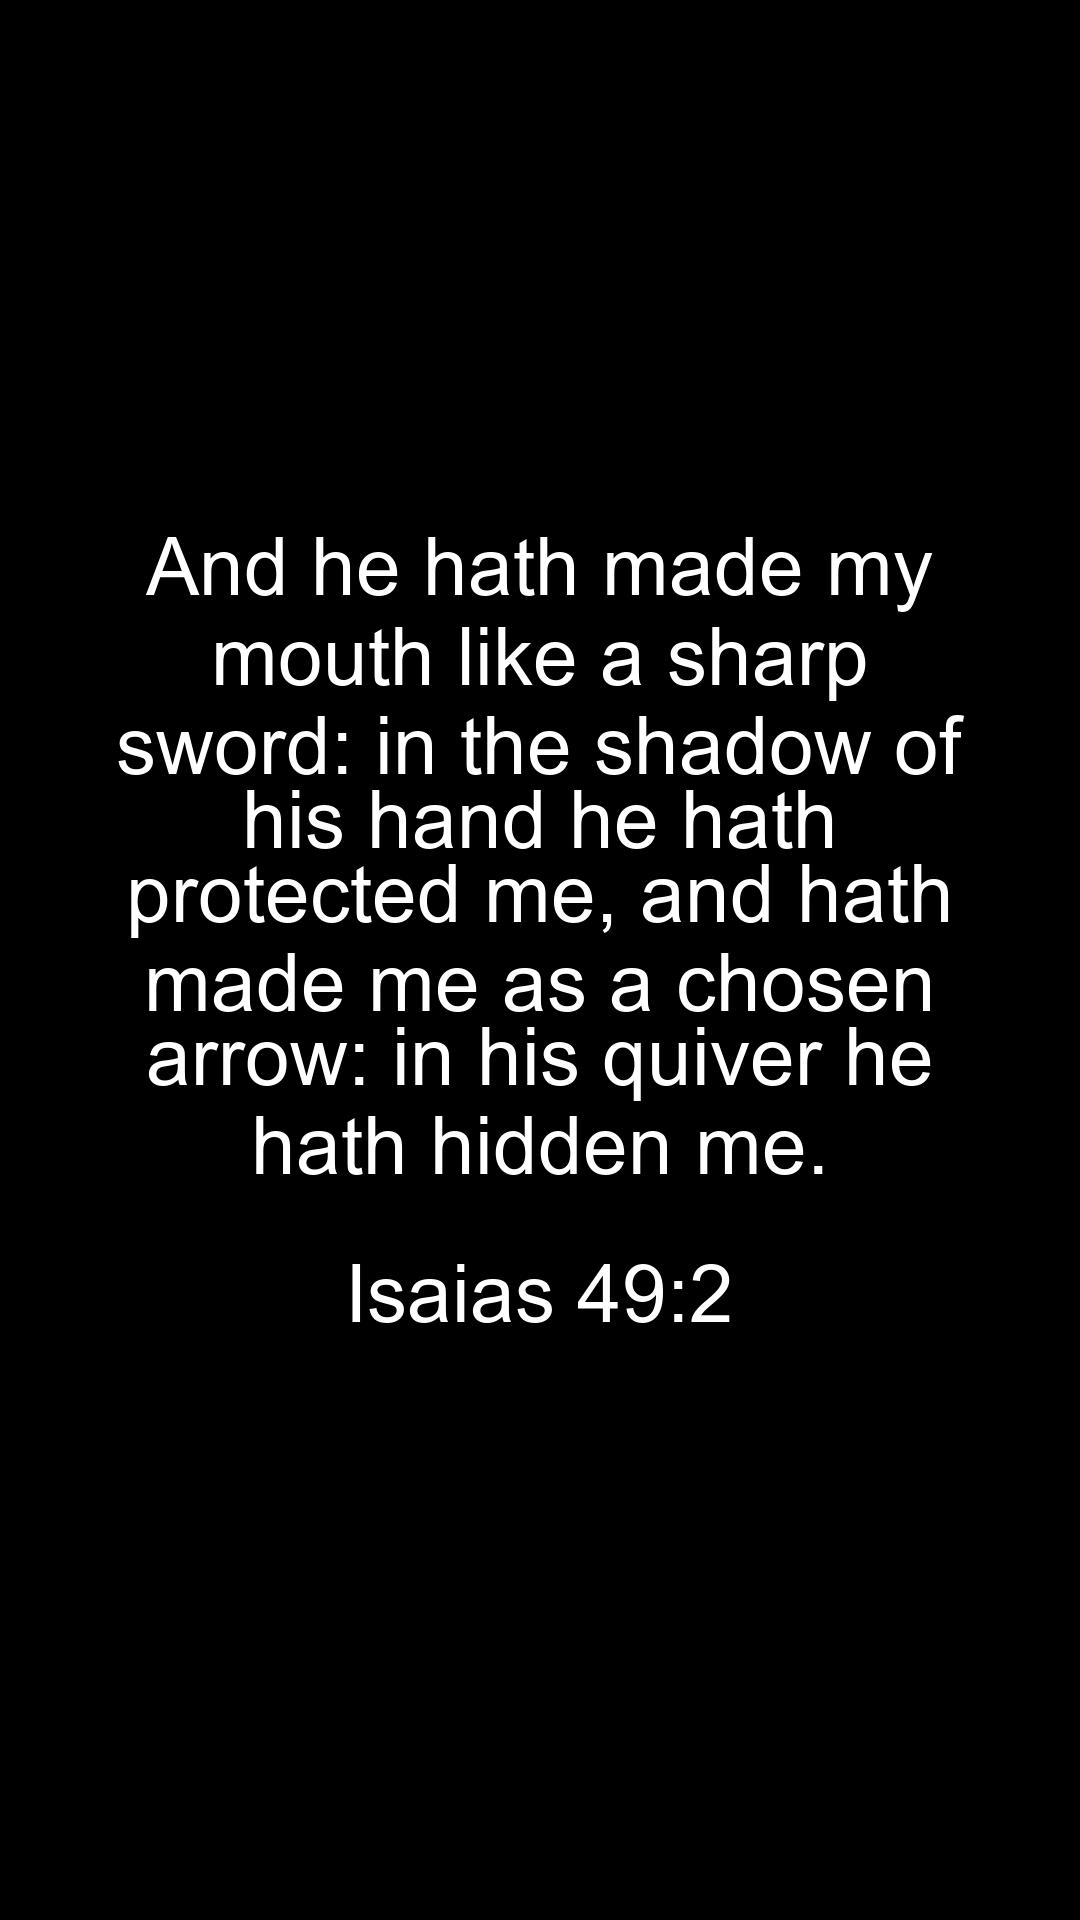 And he hath made my
mouth like a sharp
sword: in the shadow of
his hand he hath
protected me, and hath
made me as a chosen
arrow: in his quiver he
hath hidden me.
Isaias 49:2